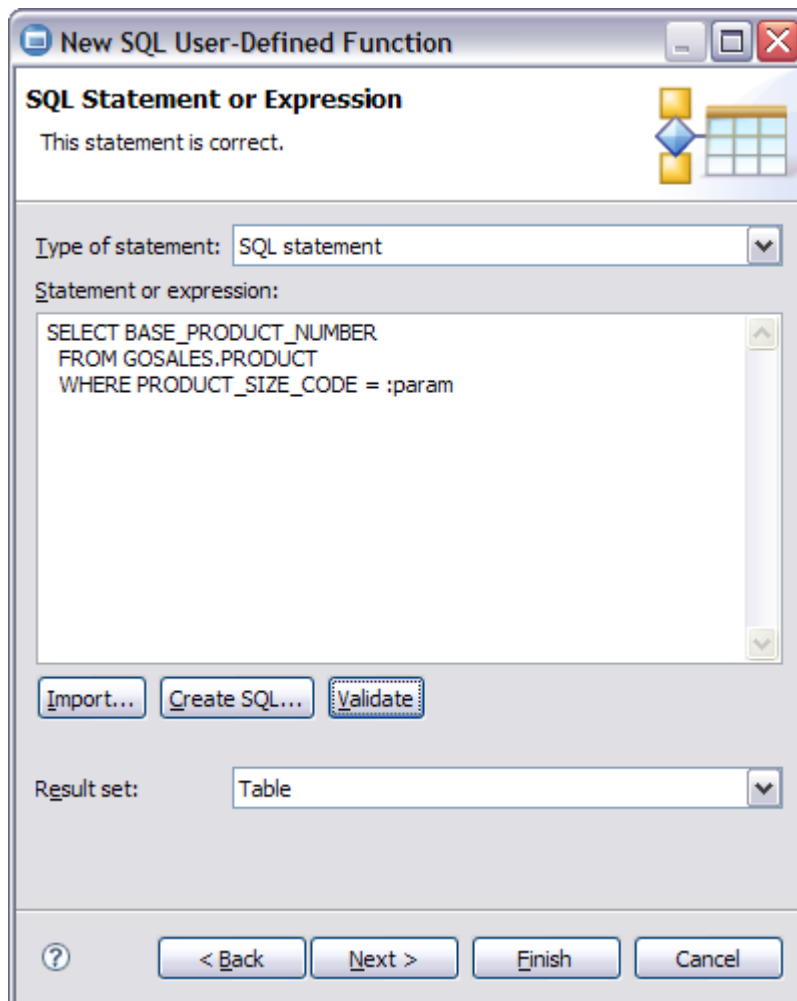 New SQL User-Defined Function
SQL Statement or Expression
This statement is correct.
Type of statement: SQL statement
Statement or expression:
SELECT BASE_PRODUCT_NUMBER
FROM GOSALES.PRODUCT
WHERE PRODUCT_SIZE_CODE = :param
Import... Create SQL... Validate
Result set: Table
? < Back Next > Finish Cancel